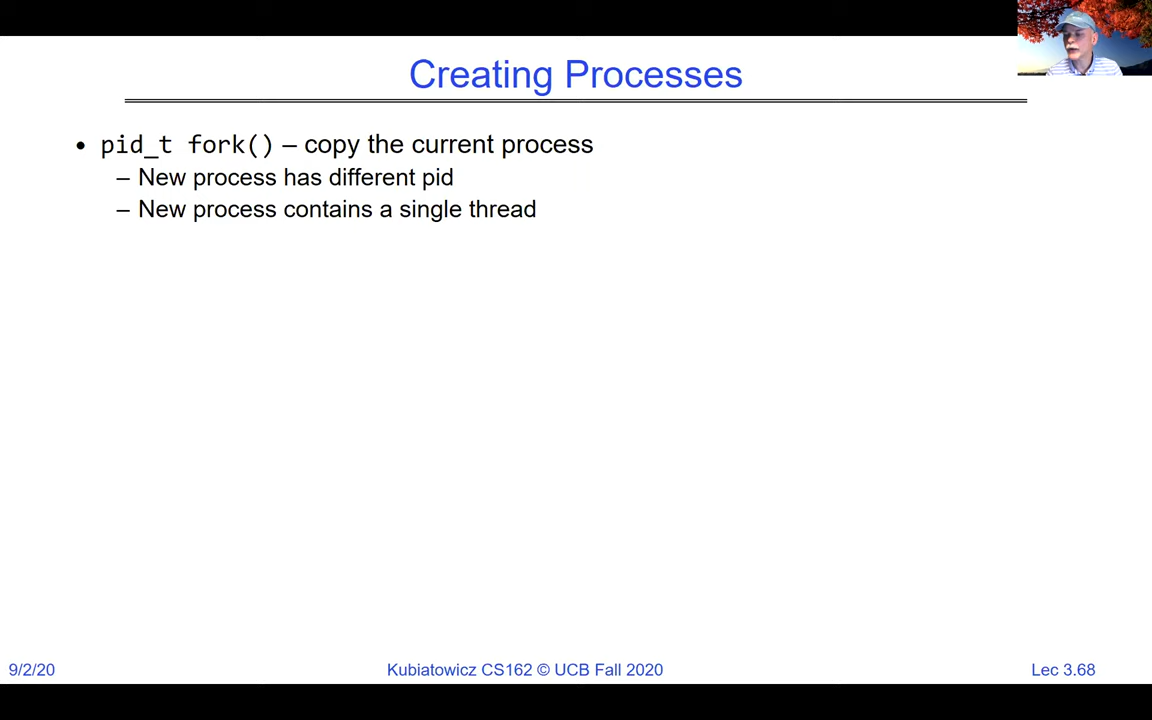 Creating Processes
• pid_t fork() – copy the current process
– New process has different pid
– New process contains a single thread
9/2/20
Kubiatowicz CS162 © UCB Fall 2020
Lec 3.68